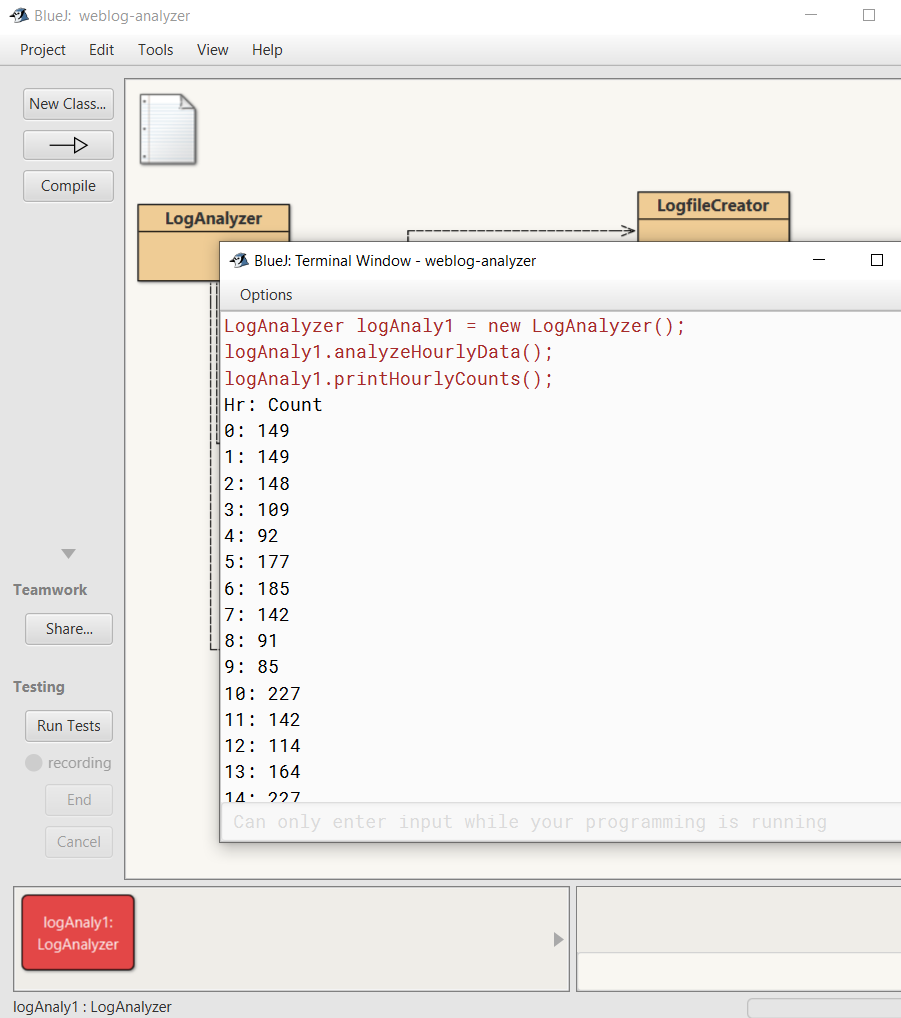 BlueJ: weblog-analyzer
Project Edit Tools View Help
New Class...
Compile
LogAnalyzer
LogfileCreator
BlueJ: Terminal Window - weblog-analyzer
Options
LogAnalyzer logAnaly1 = new LogAnalyzer();
logAnaly1.analyzeHourlyData();
logAnaly1.printHourlyCounts();
Hr: Count
0: 149
1: 149
2: 148
3: 109
4: 92
5: 177
6: 185
7: 142
8: 91
9: 85
10: 227
11: 142
12: 114
13: 164
14: 227
Can only enter input while your programming is running
Teamwork
Share...
Testing
Run Tests
recording
End
Cancel
logAnaly1:
LogAnalyzer
logAnaly1 : LogAnalyzer